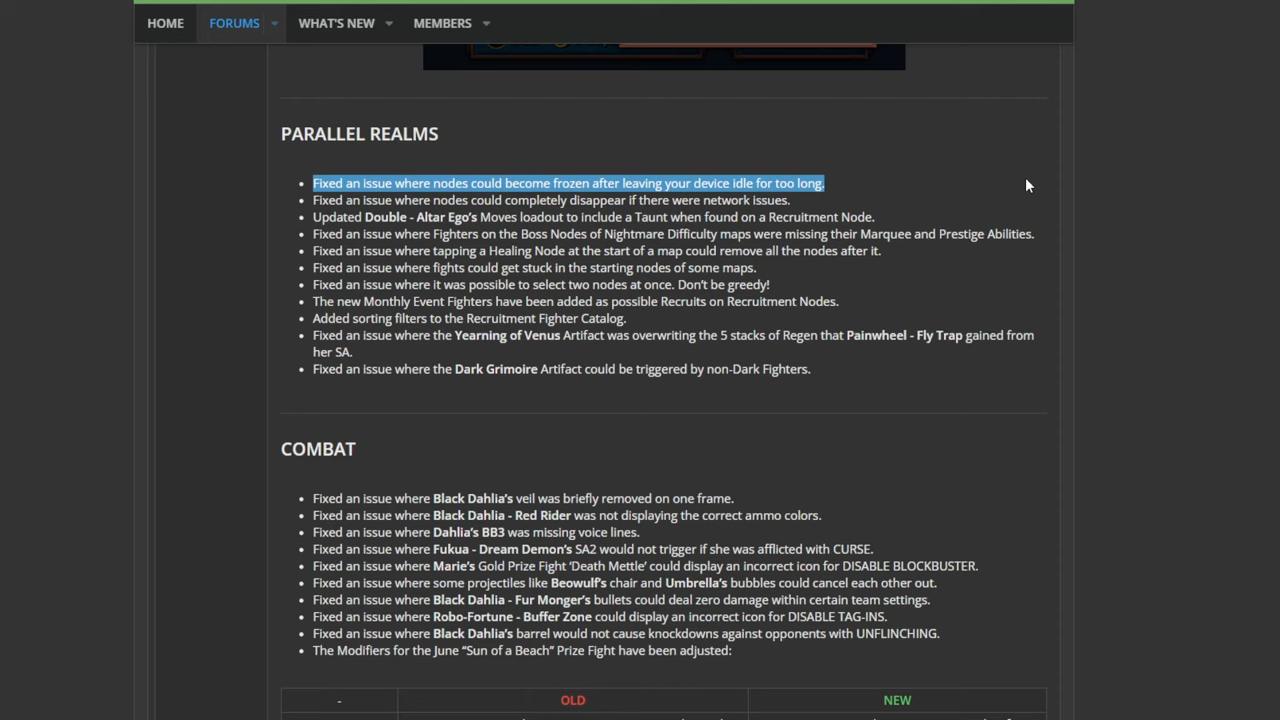 HOME FORUMS WHAT'S NEW MEMBERS
PARALLEL REALMS
Fixed an issue where nodes could become frozen after leaving your device idle for too long.
Fixed an issue where nodes could completely disappear if there were network issues.
Updated Double - Altar Ego's Moves loadout to include a Taunt when found on a Recruitment Node.
Fixed an issue where Fighters on the Boss Nodes of Nightmare Difficulty maps were missing their Marquee and Prestige Abilities.
Fixed an issue where tapping a Healing Node at the start of a map could remove all the nodes after it.
Fixed an issue where fights could get stuck in the starting nodes of some maps.
Fixed an issue where it was possible to select two nodes at once. Don't be greedy!
The new Monthly Event Fighters have been added as possible Recruits on Recruitment Nodes.
Added sorting filters to the Recruitment Fighter Catalog.
Fixed an issue where the Yearning of Venus Artifact was overwriting the 5 stacks of Regen that Painwheel - Fly Trap gained from
her SA.
Fixed an issue where the Dark Grimoire Artifact could be triggered by non-Dark Fighters.
COMBAT
Fixed an issue where Black Dahlia's veil was briefly removed on one frame.
Fixed an issue where Black Dahlia - Red Rider was not displaying the correct ammo colors.
Fixed an issue where Dahlia's BB3 was missing voice lines.
Fixed an issue where Fukua - Dream Demon's SA2 would not trigger if she was afflicted with CURSE.
Fixed an issue where Marie's Gold Prize Fight 'Death Mettle' could display an incorrect icon for DISABLE BLOCKBUSTER.
Fixed an issue where some projectiles like Beowulf's chair and Umbrella's bubbles could cancel each other out.
Fixed an issue where Black Dahlia - Fur Monger's bullets could deal zero damage within certain team settings.
Fixed an issue where Robo-Fortune - Buffer Zone could display an incorrect icon for DISABLE TAG-INS.
Fixed an issue where Black Dahlia's barrel would not cause knockdowns against opponents with UNFLINCHING.
The Modifiers for the June “Sun of a Beach” Prize Fight have been adjusted:
- OLD NEW